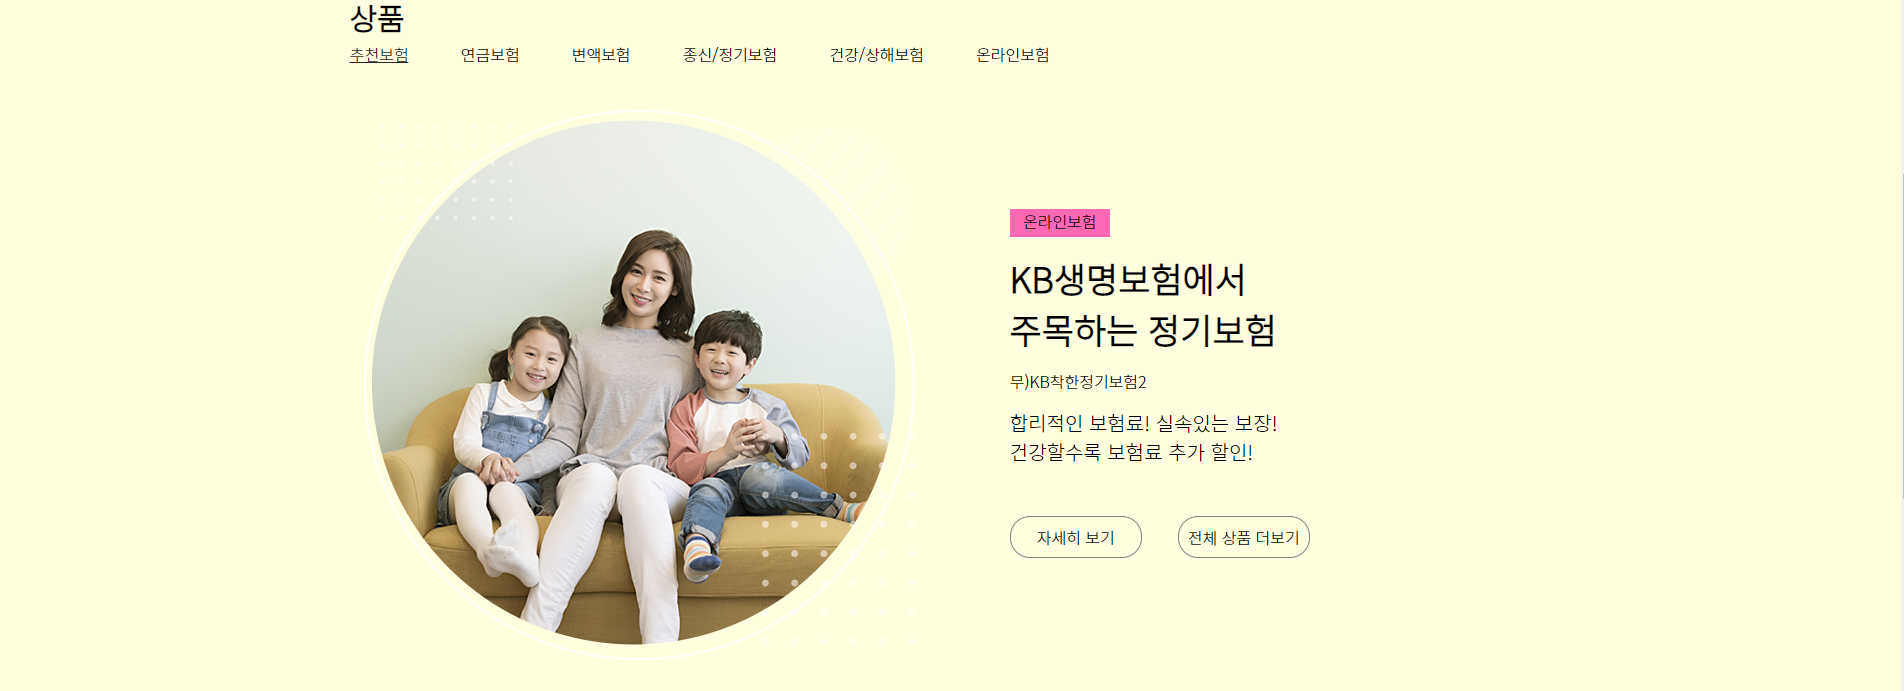 상품
추천보험 연금보험 변액보험 종신/정기보험 건강/상해보험 온라인보험
온라인보험
KB생명보험에서
주목하는 정기보험
무)KB착한정기보험2
합리적인 보험료! 실속있는 보장!
건강할수록 보험료 추가 할인!
자세히 보기 전체 상품 더보기